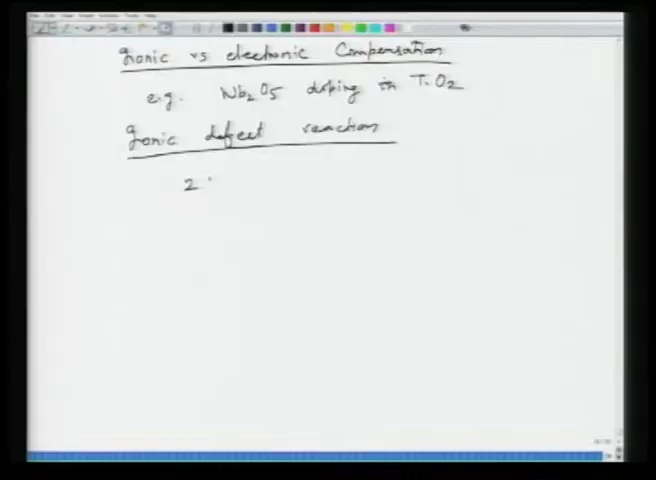 Ionic vs electronic Compensation
e.g. Nb2O5 doping in TiO2
Ionic defect reaction
2